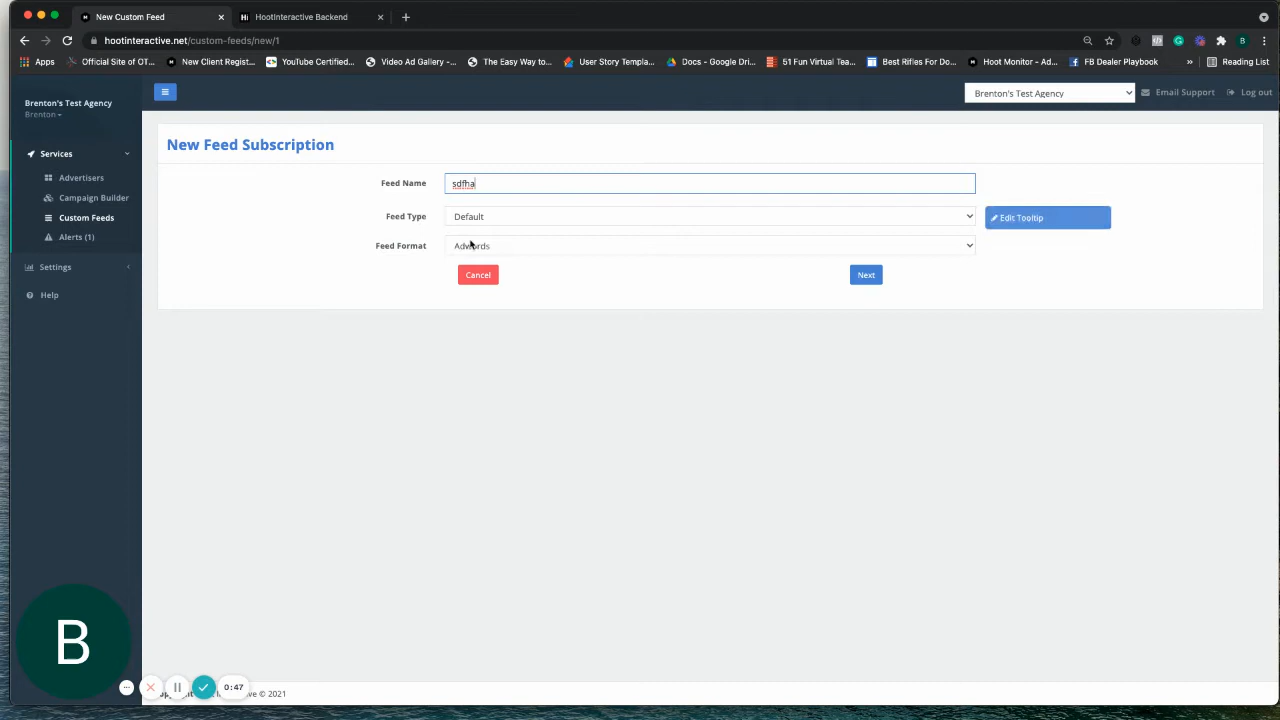 New Custom Feed
HootInteractive Backend
hootinteractive.net/custom-feeds/new/1
Apps
Official Site of OT...
New Client Registr...
YouTube Certified...
Video Ad Gallery -...
The Easy Way to...
User Story Templa...
Docs - Google Dri...
51 Fun Virtual Tea...
Best Rifles For Do...
Hoot Monitor - Ad...
FB Dealer Playbook
»
Reading List
Brenton's Test Agency
Brenton
Services
Advertisers
Campaign Builder
Custom Feeds
Alerts (1)
Settings
Help
Brenton's Test Agency
Email Support
Log out
New Feed Subscription
Feed Name
sdfha
Feed Type
Default
Edit Tooltip
Feed Format
Adwords
Cancel
Next
B
0:47
© 2021